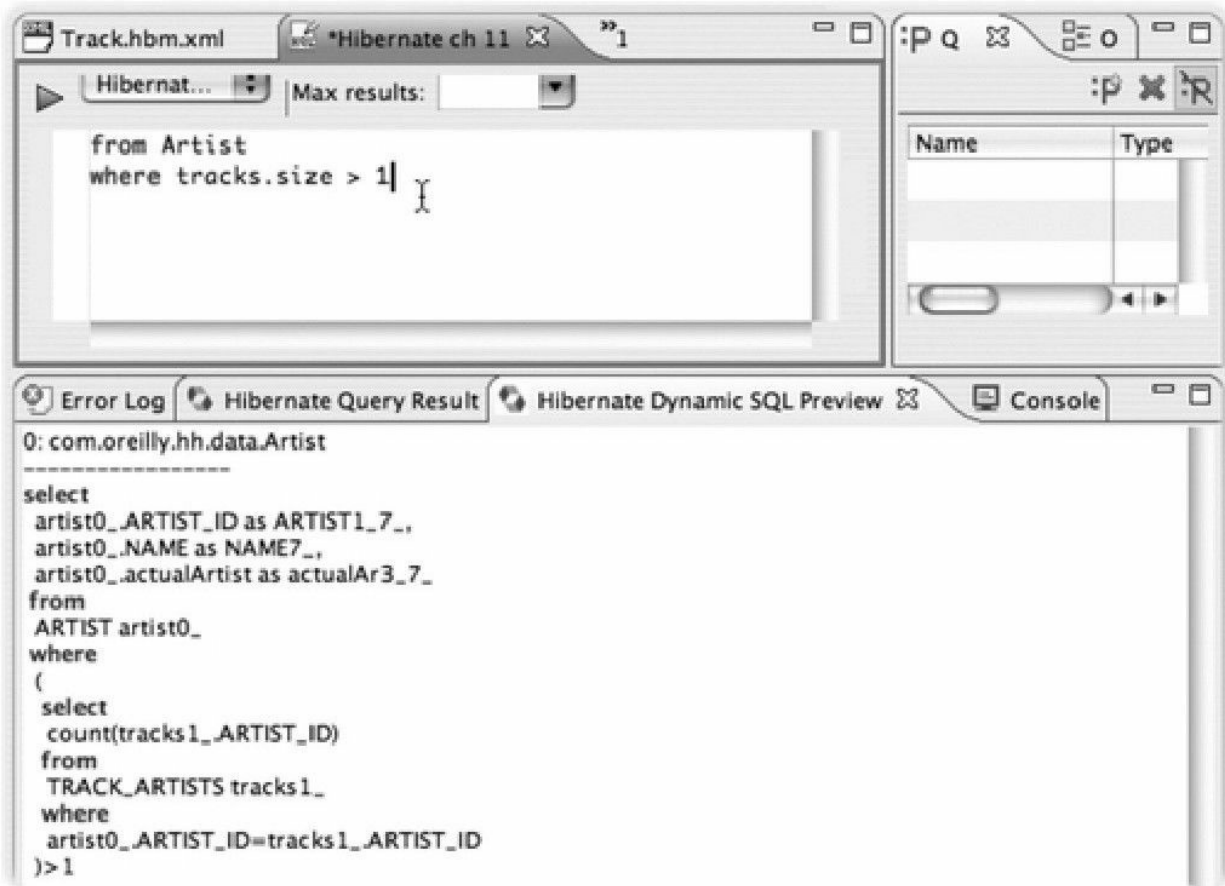 Track.hbm.xml
*Hibernate ch 11
»1
:P Q
O
Hibernat...
Max results:
:P
:R
from Artist
where tracks.size > 1
Name Type
Error Log
Hibernate Query Result
Hibernate Dynamic SQL Preview
Console
0: com.oreilly.hh.data.Artist
------------------
select
artist0_.ARTIST_ID as ARTIST1_7_,
artist0_.NAME as NAME7_,
artist0_.actualArtist as actualAr3_7_
from
ARTIST artist0_
where
(
select
count(tracks1_.ARTIST_ID)
from
TRACK_ARTISTS tracks1_
where
artist0_.ARTIST_ID=tracks1_.ARTIST_ID
)>1